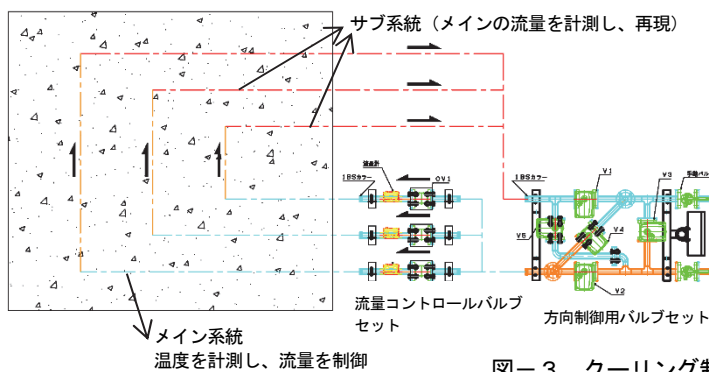 サブ系統（メインの流量を計測し、再現）
流量計
IBSカラー
CV1
IBSカラー
V1
V3
手動バル
V5
V4
V2
流量コントロールバルブ
セット
方向制御用バルブセット
メイン系統
温度を計測し、流量を制御
図－３　クーリング制